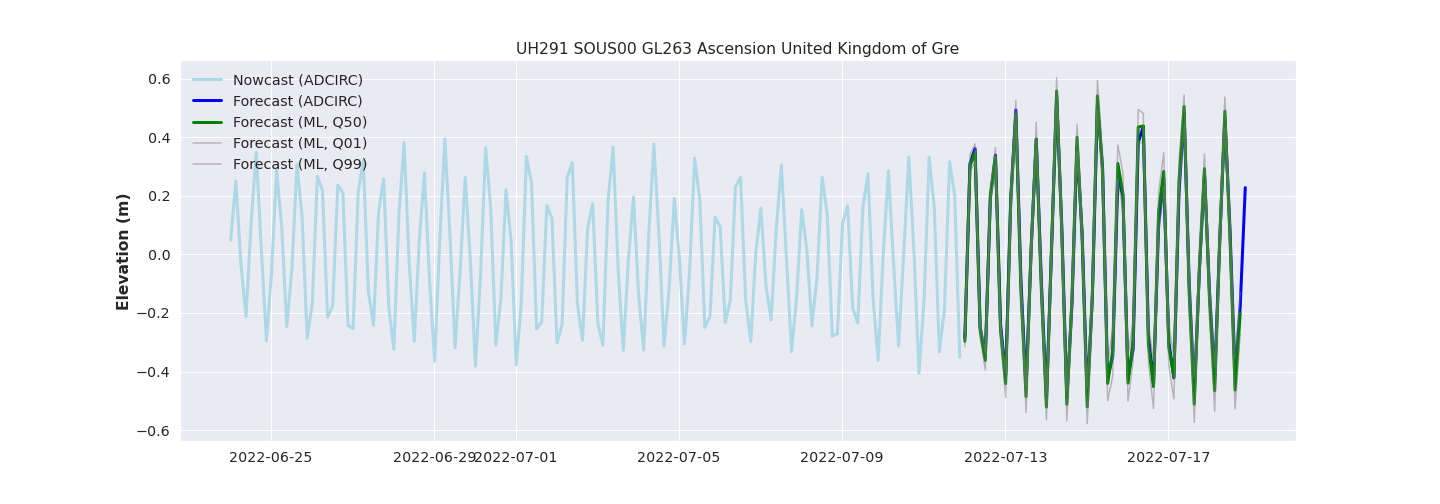 UH291 SOUS00 GL263 Ascension United Kingdom of Gre
Nowcast (ADCIRC)
Forecast (ADCIRC)
Forecast (ML, Q50)
Forecast (ML, Q01)
Forecast (ML, Q99)
Elevation (m)
0.6
0.4
0.2
0.0
−0.2
−0.4
−0.6
2022-06-25
2022-06-29
2022-07-01
2022-07-05
2022-07-09
2022-07-13
2022-07-17